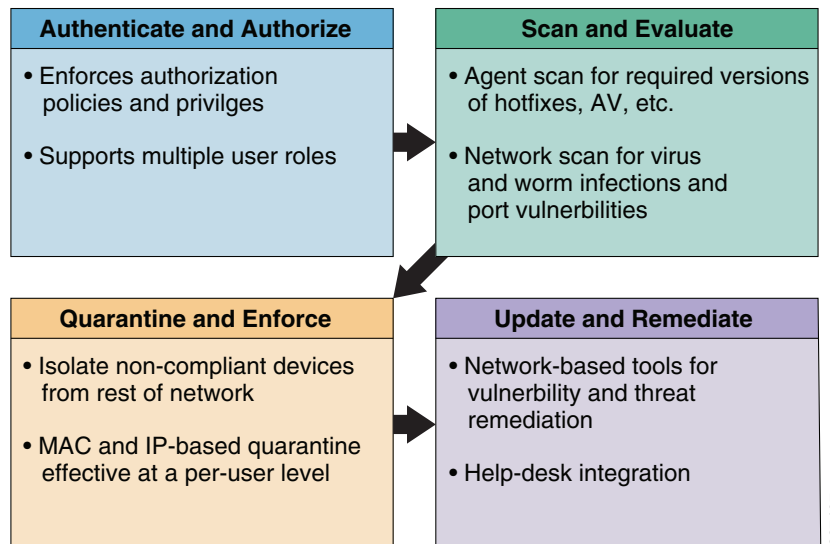 Authenticate and Authorize
• Enforces authorization
policies and privilges
• Supports multiple user roles
Scan and Evaluate
• Agent scan for required versions
of hotfixes, AV, etc.
• Network scan for virus
and worm infections and
port vulnerbilities
Quarantine and Enforce
• Isolate non-compliant devices
from rest of network
• MAC and IP-based quarantine
effective at a per-user level
Update and Remediate
• Network-based tools for
vulnerbility and threat
remediation
• Help-desk integration